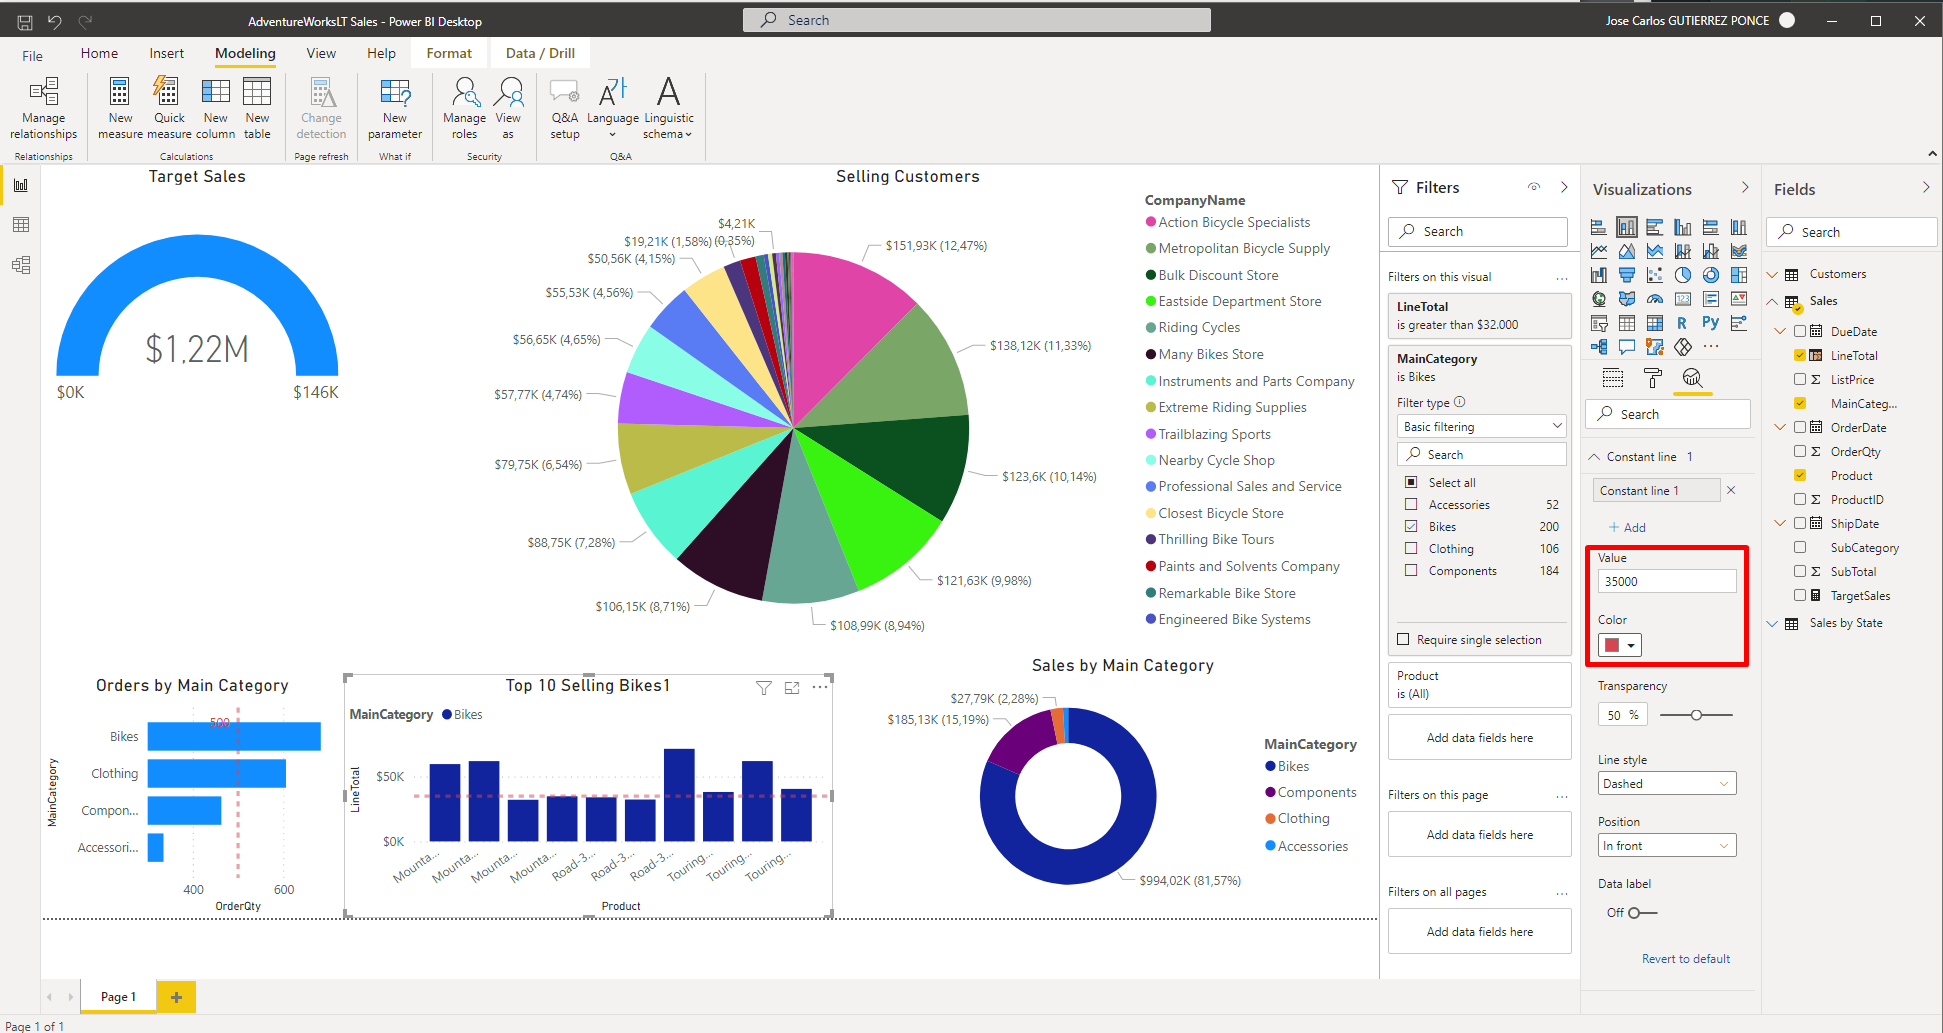 AdventureWorksLT Sales - Power BI Desktop
Search
Jose Carlos GUTIERREZ PONCE
File
Home
Insert
Modeling
View
Help
Format
Data / Drill
Manage
relationships
New
measure
Quick
measure
New
column
New
table
Change
detection
New
parameter
Manage
roles
View
as
Q&A
setup
Language
Linguistic
schema
Relationships
Calculations
Page refresh
What if
Security
Q&A
Target Sales
$1,22M
$0K
$146K
Selling Customers
$4,21K
(0,35%)
$19,21K (1,58%)
$50,56K (4,15%)
$55,53K (4,56%)
$56,65K (4,65%)
$57,77K (4,74%)
$79,75K (6,54%)
$88,75K (7,28%)
$106,15K (8,71%)
$151,93K (12,47%)
$138,12K (11,33%)
$123,6K (10,14%)
$121,63K (9,98%)
$108,99K (8,94%)
CompanyName
Action Bicycle Specialists
Metropolitan Bicycle Supply
Bulk Discount Store
Eastside Department Store
Riding Cycles
Many Bikes Store
Instruments and Parts Company
Extreme Riding Supplies
Trailblazing Sports
Nearby Cycle Shop
Professional Sales and Service
Closest Bicycle Store
Thrilling Bike Tours
Paints and Solvents Company
Remarkable Bike Store
Engineered Bike Systems
Orders by Main Category
500
Bikes
Clothing
Compon...
Accessori...
MainCategory
400
600
OrderQty
Top 10 Selling Bikes1
MainCategory
Bikes
LineTotal
$50K
$0K
Mounta...
Mounta...
Mounta...
Mounta...
Road-3...
Road-3...
Road-3...
Touring...
Touring...
Touring...
Product
Sales by Main Category
$27,79K (2,28%)
$185,13K (15,19%)
$994,02K (81,57%)
MainCategory
Bikes
Components
Clothing
Accessories
Filters
Search
Filters on this visual
...
LineTotal
is greater than $32.000
MainCategory
is Bikes
Filter type
Basic filtering
Search
Select all
Accessories 52
Bikes 200
Clothing 106
Components 184
Require single selection
Product
is (All)
Add data fields here
Filters on this page
...
Add data fields here
Filters on all pages
...
Add data fields here
Visualizations
123
R
Py
...
Search
Constant line 1
Constant line 1
+ Add
Value
35000
Color
Transparency
50 %
Line style
Dashed
Position
In front
Data label
Off
Revert to default
Fields
Search
Customers
Sales
DueDate
LineTotal
Σ ListPrice
MainCateg...
OrderDate
Σ OrderQty
Product
Σ ProductID
ShipDate
SubCategory
Σ SubTotal
TargetSales
Sales by State
Page 1
+
Page 1 of 1